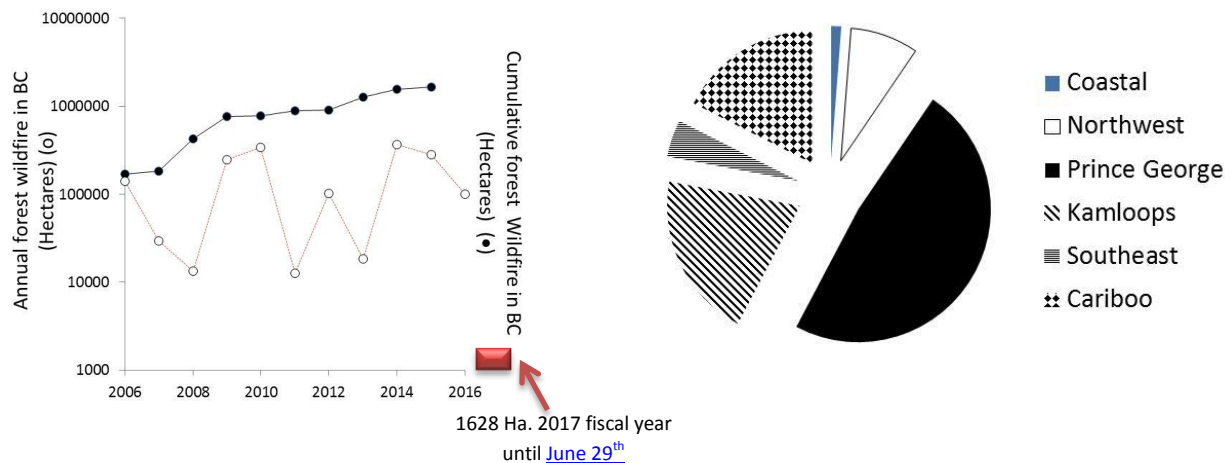 Annual forest wildfire in BC
(Hectares) (o)
10000000
1000000
100000
10000
1000
2006
2008
2010
2012
2014
2016
Cumulative forest Wildfire in BC
(Hectares) (•)
1628 Ha. 2017 fiscal year
until June 29th
Coastal
Northwest
Prince George
Kamloops
Southeast
Cariboo